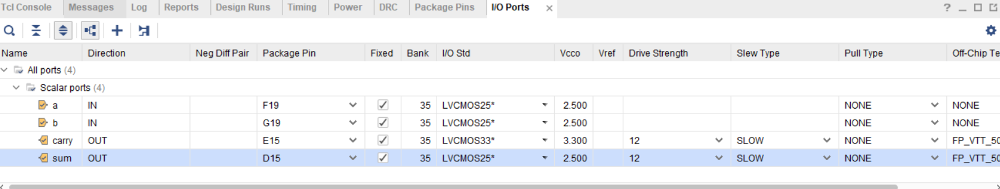 Tcl Console Messages Log Reports Design Runs Timing Power DRC Package Pins I/O Ports ×
Name Direction Neg Diff Pair Package Pin Fixed Bank I/O Std Vcco Vref Drive Strength Slew Type Pull Type Off-Chip Te
All ports (4)
Scalar ports (4)
a IN F19 35 LVCMOS25* 2.500 NONE NONE
b IN G19 35 LVCMOS25* 2.500 NONE NONE
carry OUT E15 35 LVCMOS33* 3.300 12 SLOW NONE FP_VTT_50
sum OUT D15 35 LVCMOS25* 2.500 12 SLOW NONE FP_VTT_50